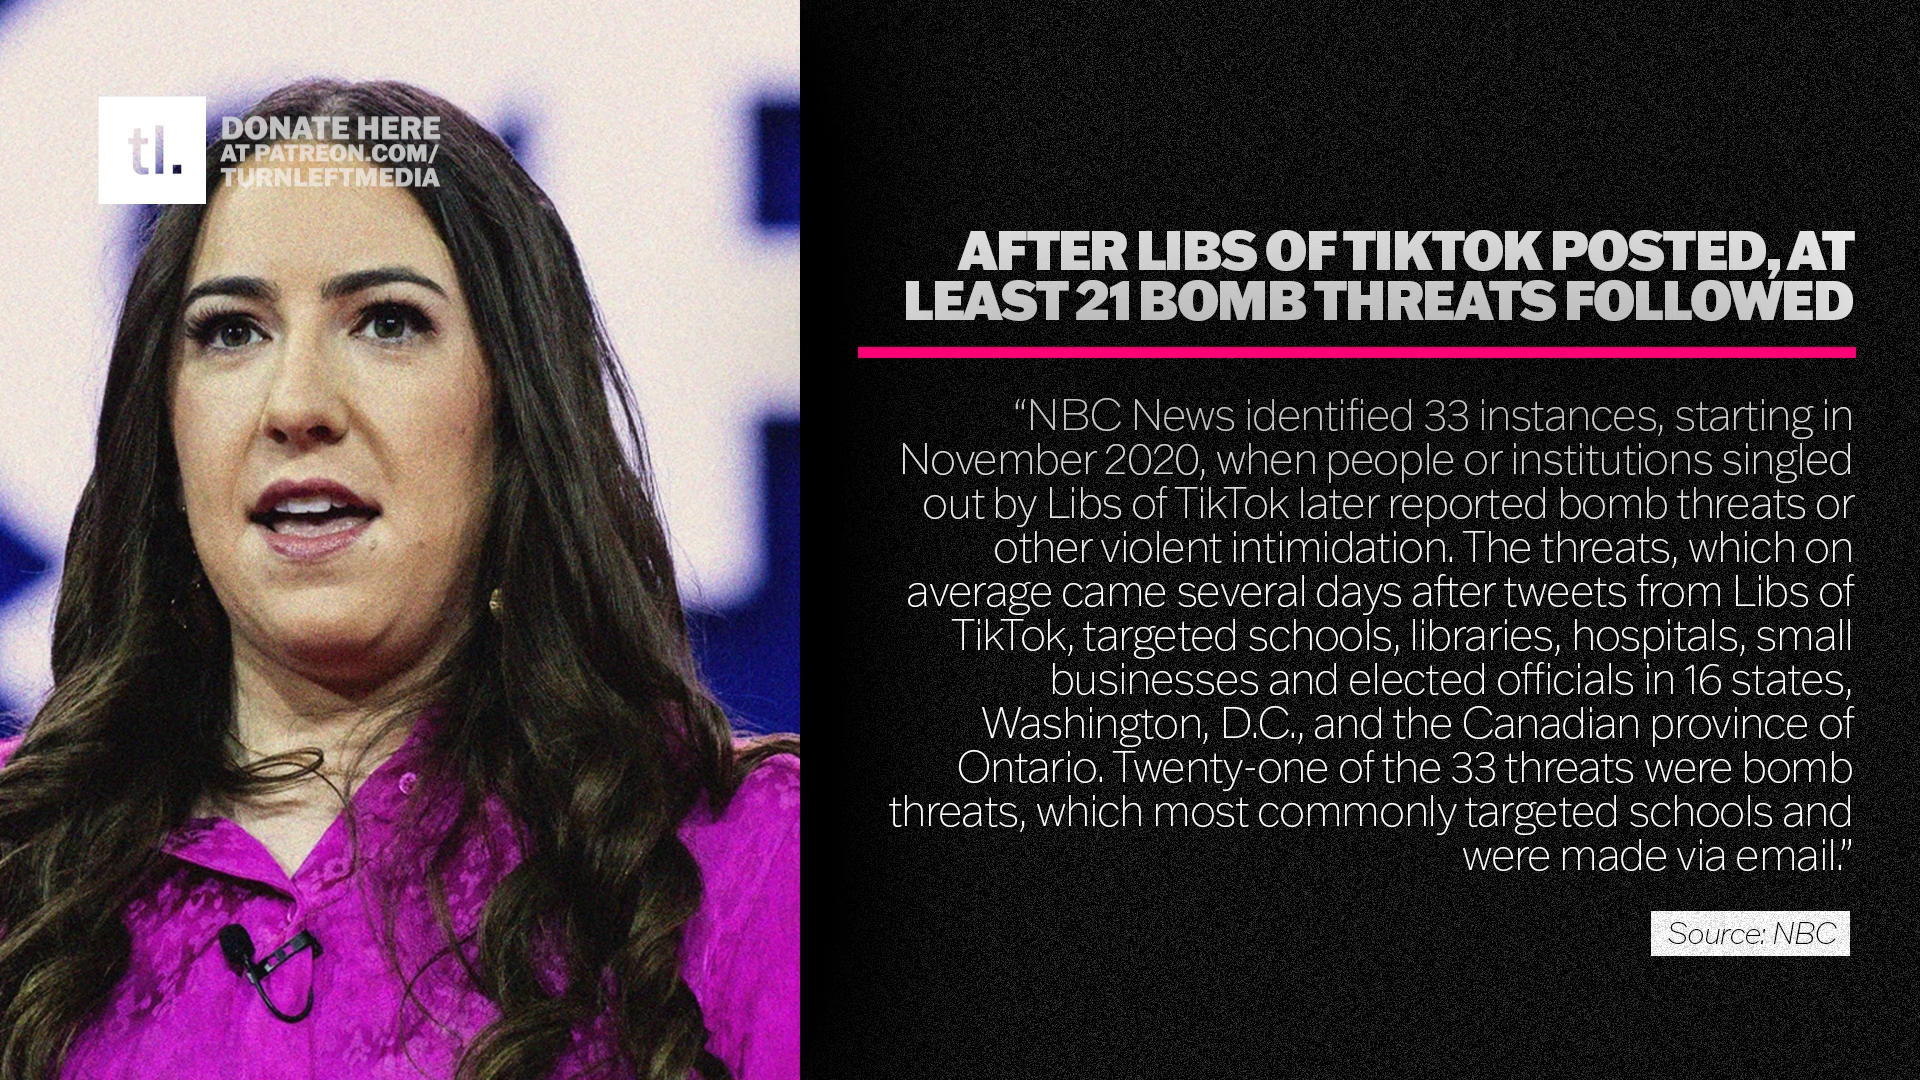 tl.
DONATE HERE
AT PATREON.COM/
TURNLEFTMEDIA
AFTER LIBS OF TIKTOK POSTED, AT
LEAST 21 BOMB THREATS FOLLOWED
“NBC News identified 33 instances, starting in
November 2020, when people or institutions singled
out by Libs of TikTok later reported bomb threats or
other violent intimidation. The threats, which on
average came several days after tweets from Libs of
TikTok, targeted schools, libraries, hospitals, small
businesses and elected officials in 16 states,
Washington, D.C., and the Canadian province of
Ontario. Twenty-one of the 33 threats were bomb
threats, which most commonly targeted schools and
were made via email.”
Source: NBC